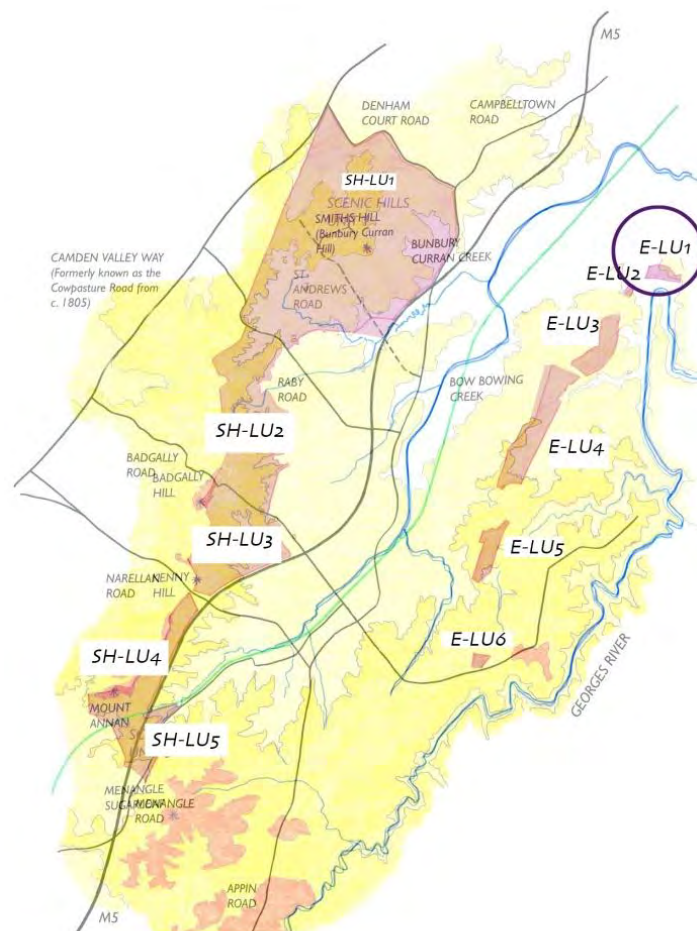 M5
DENHAM
COURT ROAD
CAMPBELLTOWN
ROAD
SH-LU1
SCENIC HILLS
SMITHS HILL
(Bunbury Curran
Hill)
BUNBURY
CURRAN CREEK
E-LU1
E-LU2
CAMDEN VALLEY WAY
(Formerly known as the
Cowpasture Road from
c. 1805)
ST
ANDREWS
ROAD
E-LU3
RABY
ROAD
BOW BOWING
CREEK
SH-LU2
E-LU4
BADGALLY
ROAD
BADGALLY
HILL
SH-LU3
E-LU5
NARELLAN
ROAD
KENNY
HILL
E-LU6
SH-LU4
GEORGES RIVER
MOUNT
ANNAN
SH-LU5
MENANGLE
SUGARLOAF
MENANGLE
ROAD
APPIN
ROAD
M5